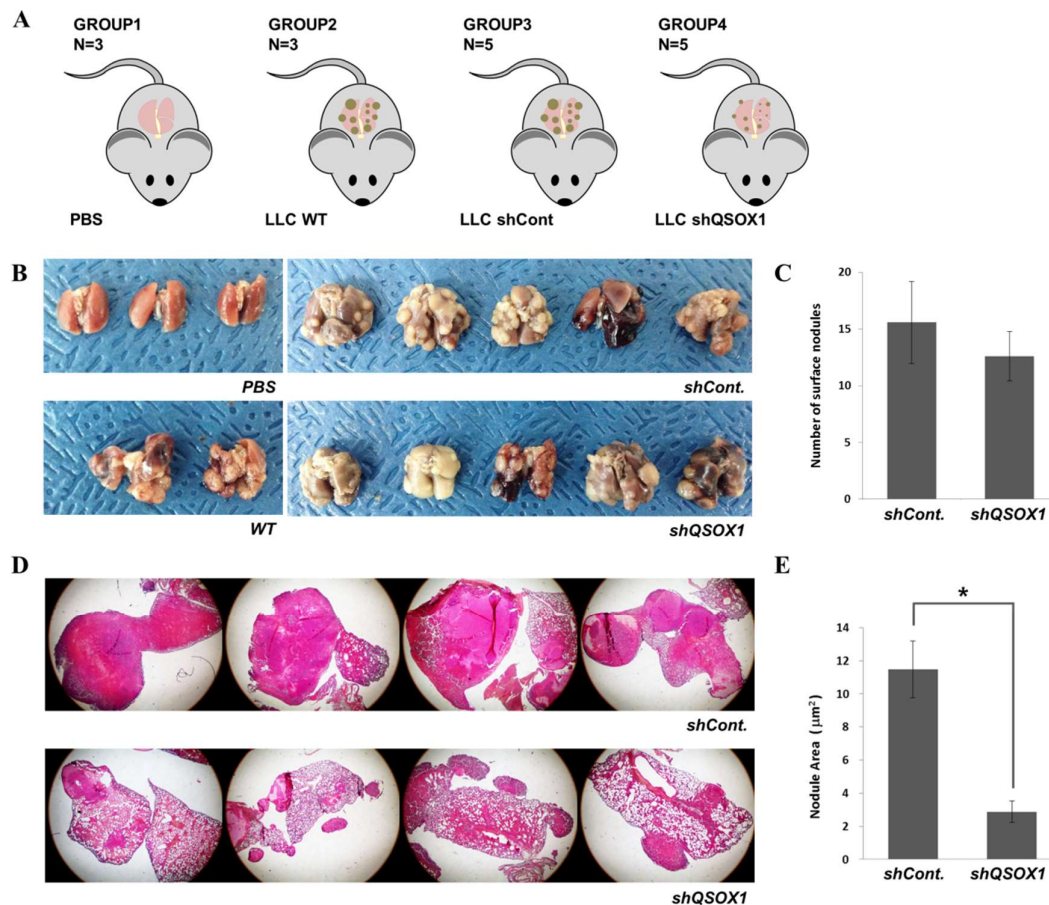 A
GROUP1
N=3
GROUP2
N=3
GROUP3
N=5
GROUP4
N=5
PBS
LLC WT
LLC shCont
LLC shQSOX1
B
PBS
shCont.
WT
shQSOX1
C
Number of surface nodules
20
15
10
5
0
shCont.
shQSOX1
D
shCont.
shQSOX1
E
*
Nodule Area (μm²)
14
12
10
8
6
4
2
0
shCont.
shQSOX1